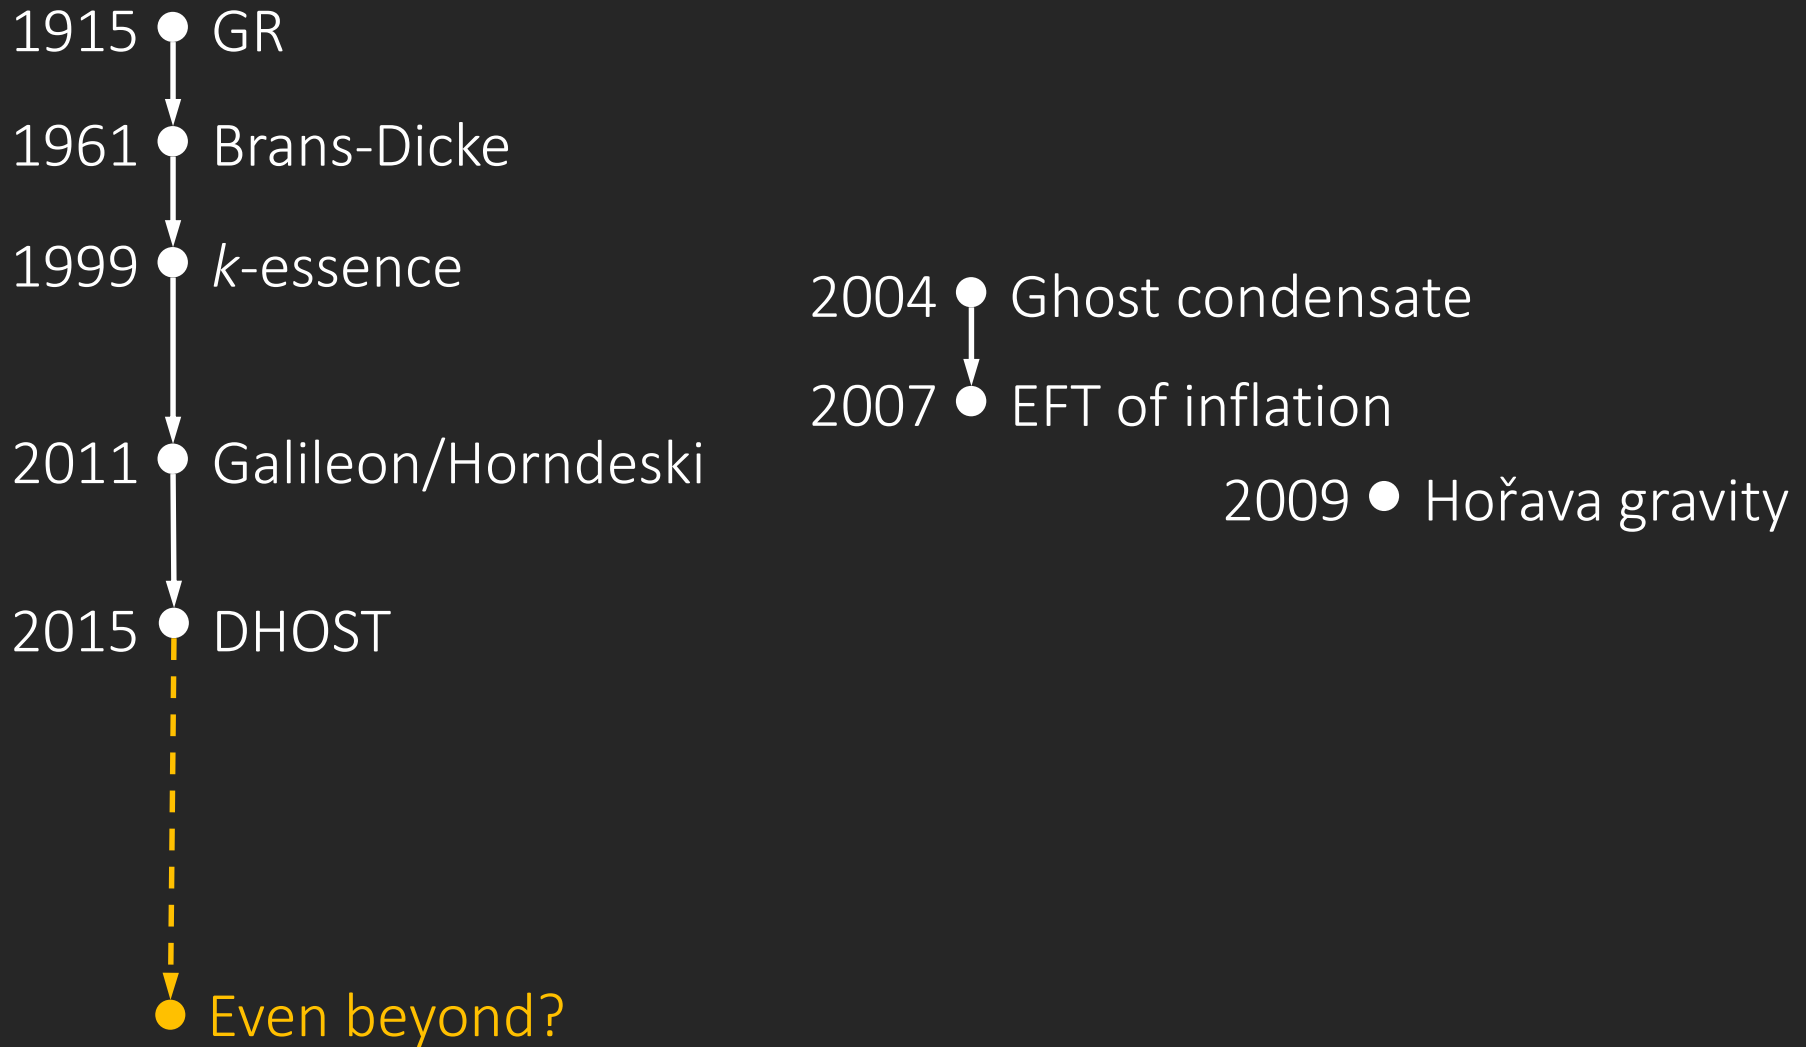 1915 GR
1961 Brans-Dicke
1999 k-essence
2011 Galileon/Horndeski
2015 DHOST
Even beyond?
2004 Ghost condensate
2007 EFT of inflation
2009 Hořava gravity